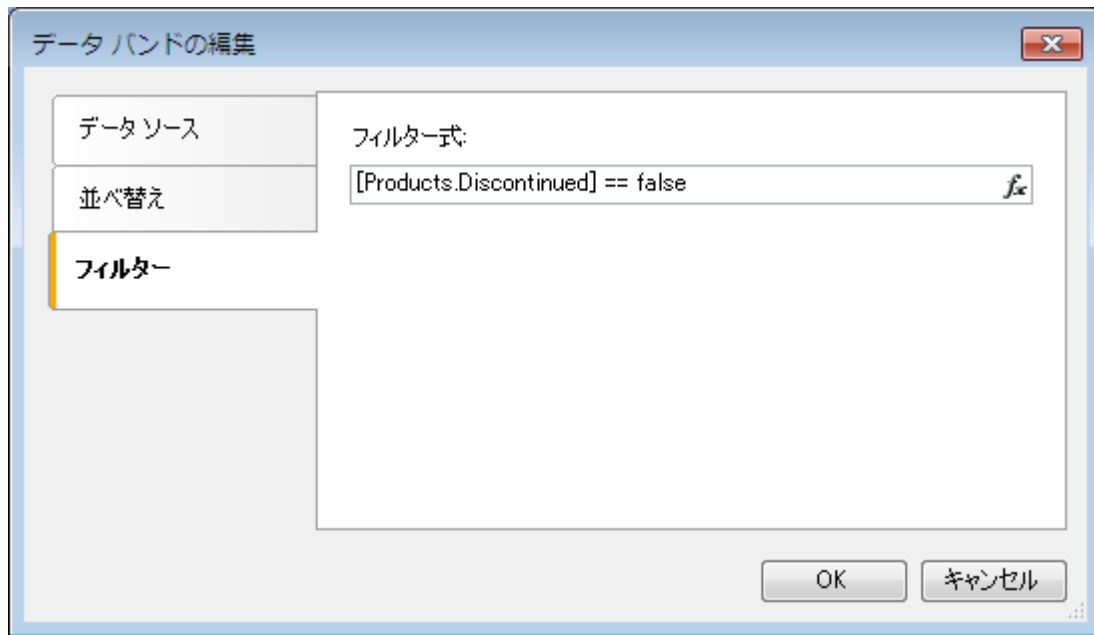 データ バンドの編集
データ ソース
並べ替え
フィルター
フィルター式:
[Products.Discontinued] == false
fx
OK
キャンセル